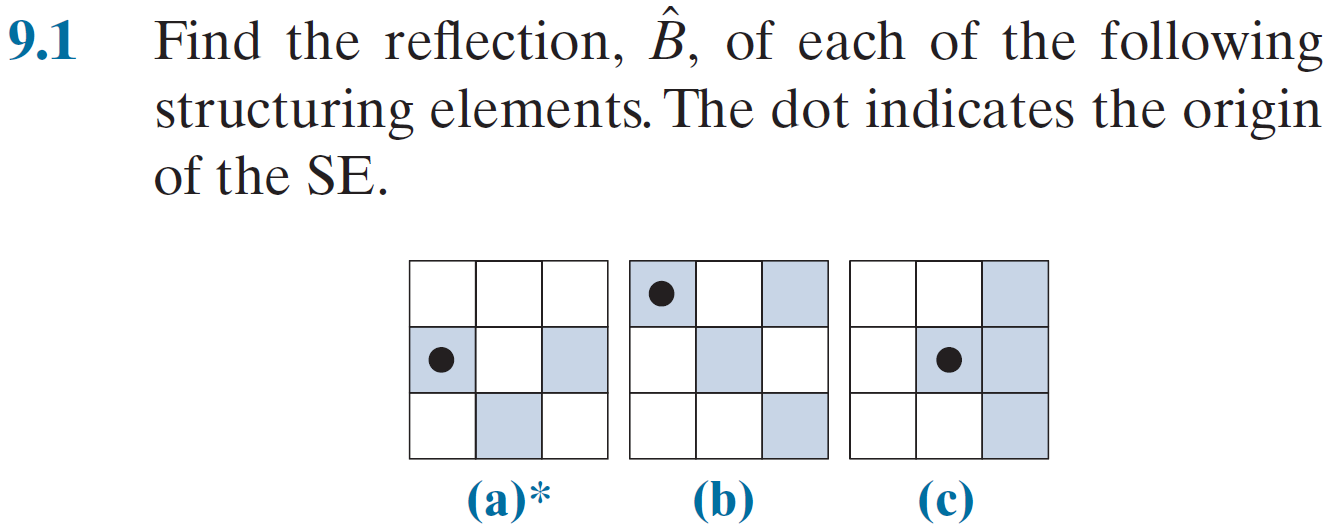 9.1 Find the reflection, B̂, of each of the following
structuring elements. The dot indicates the origin
of the SE.
(a)* (b) (c)